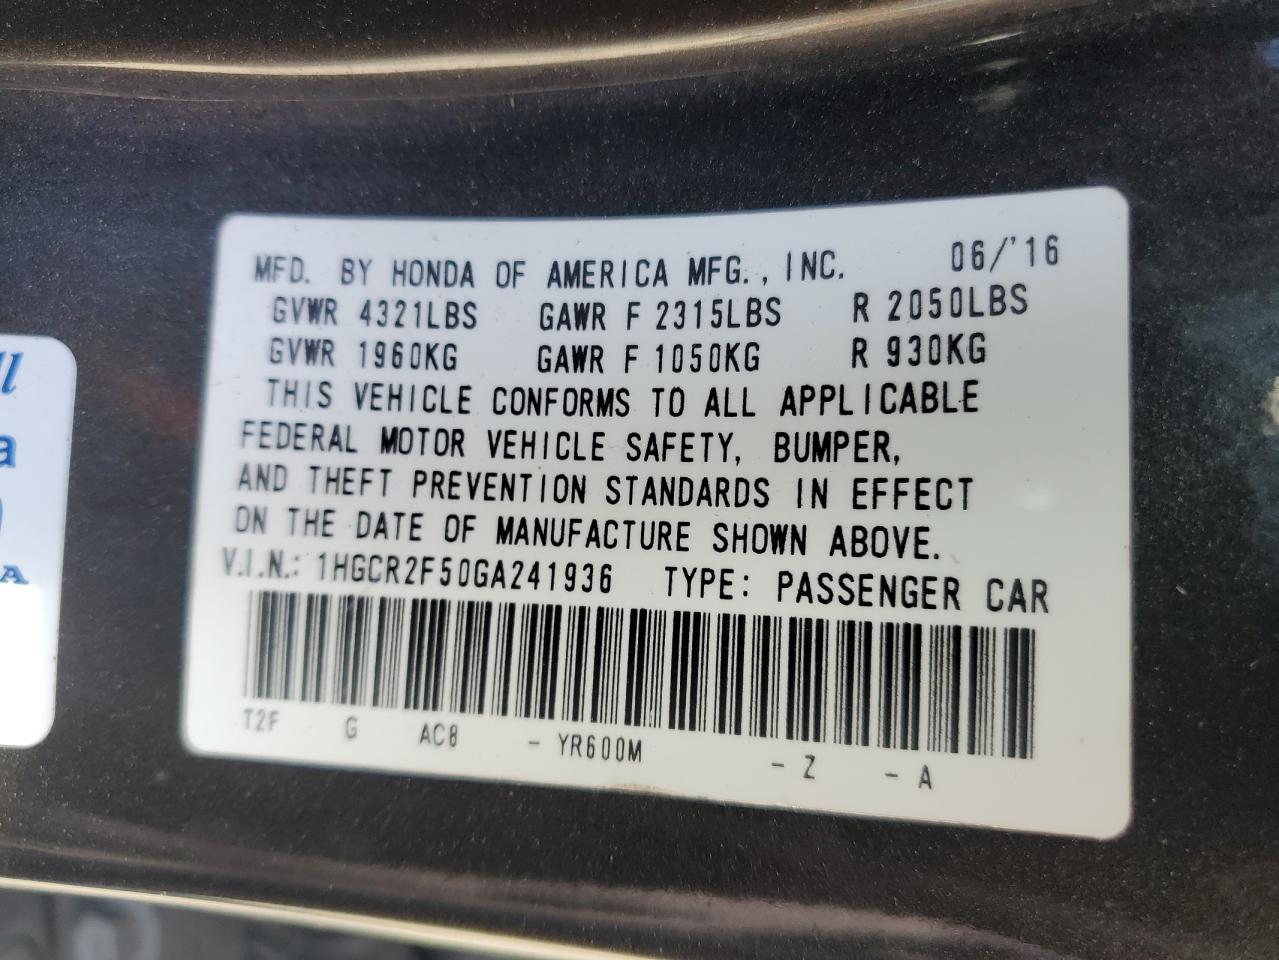 MFD. BY HONDA OF AMERICA MFG., INC. 06/'16
GVWR 4321LBS GAWR F 2315LBS R 2050LBS
GVWR 1960KG GAWR F 1050KG R 930KG
THIS VEHICLE CONFORMS TO ALL APPLICABLE
FEDERAL MOTOR VEHICLE SAFETY, BUMPER,
AND THEFT PREVENTION STANDARDS IN EFFECT
ON THE DATE OF MANUFACTURE SHOWN ABOVE.
V.I.N.: 1HGCR2F50GA241936 TYPE: PASSENGER CAR
T2F G AC8 - YR600M - Z - A